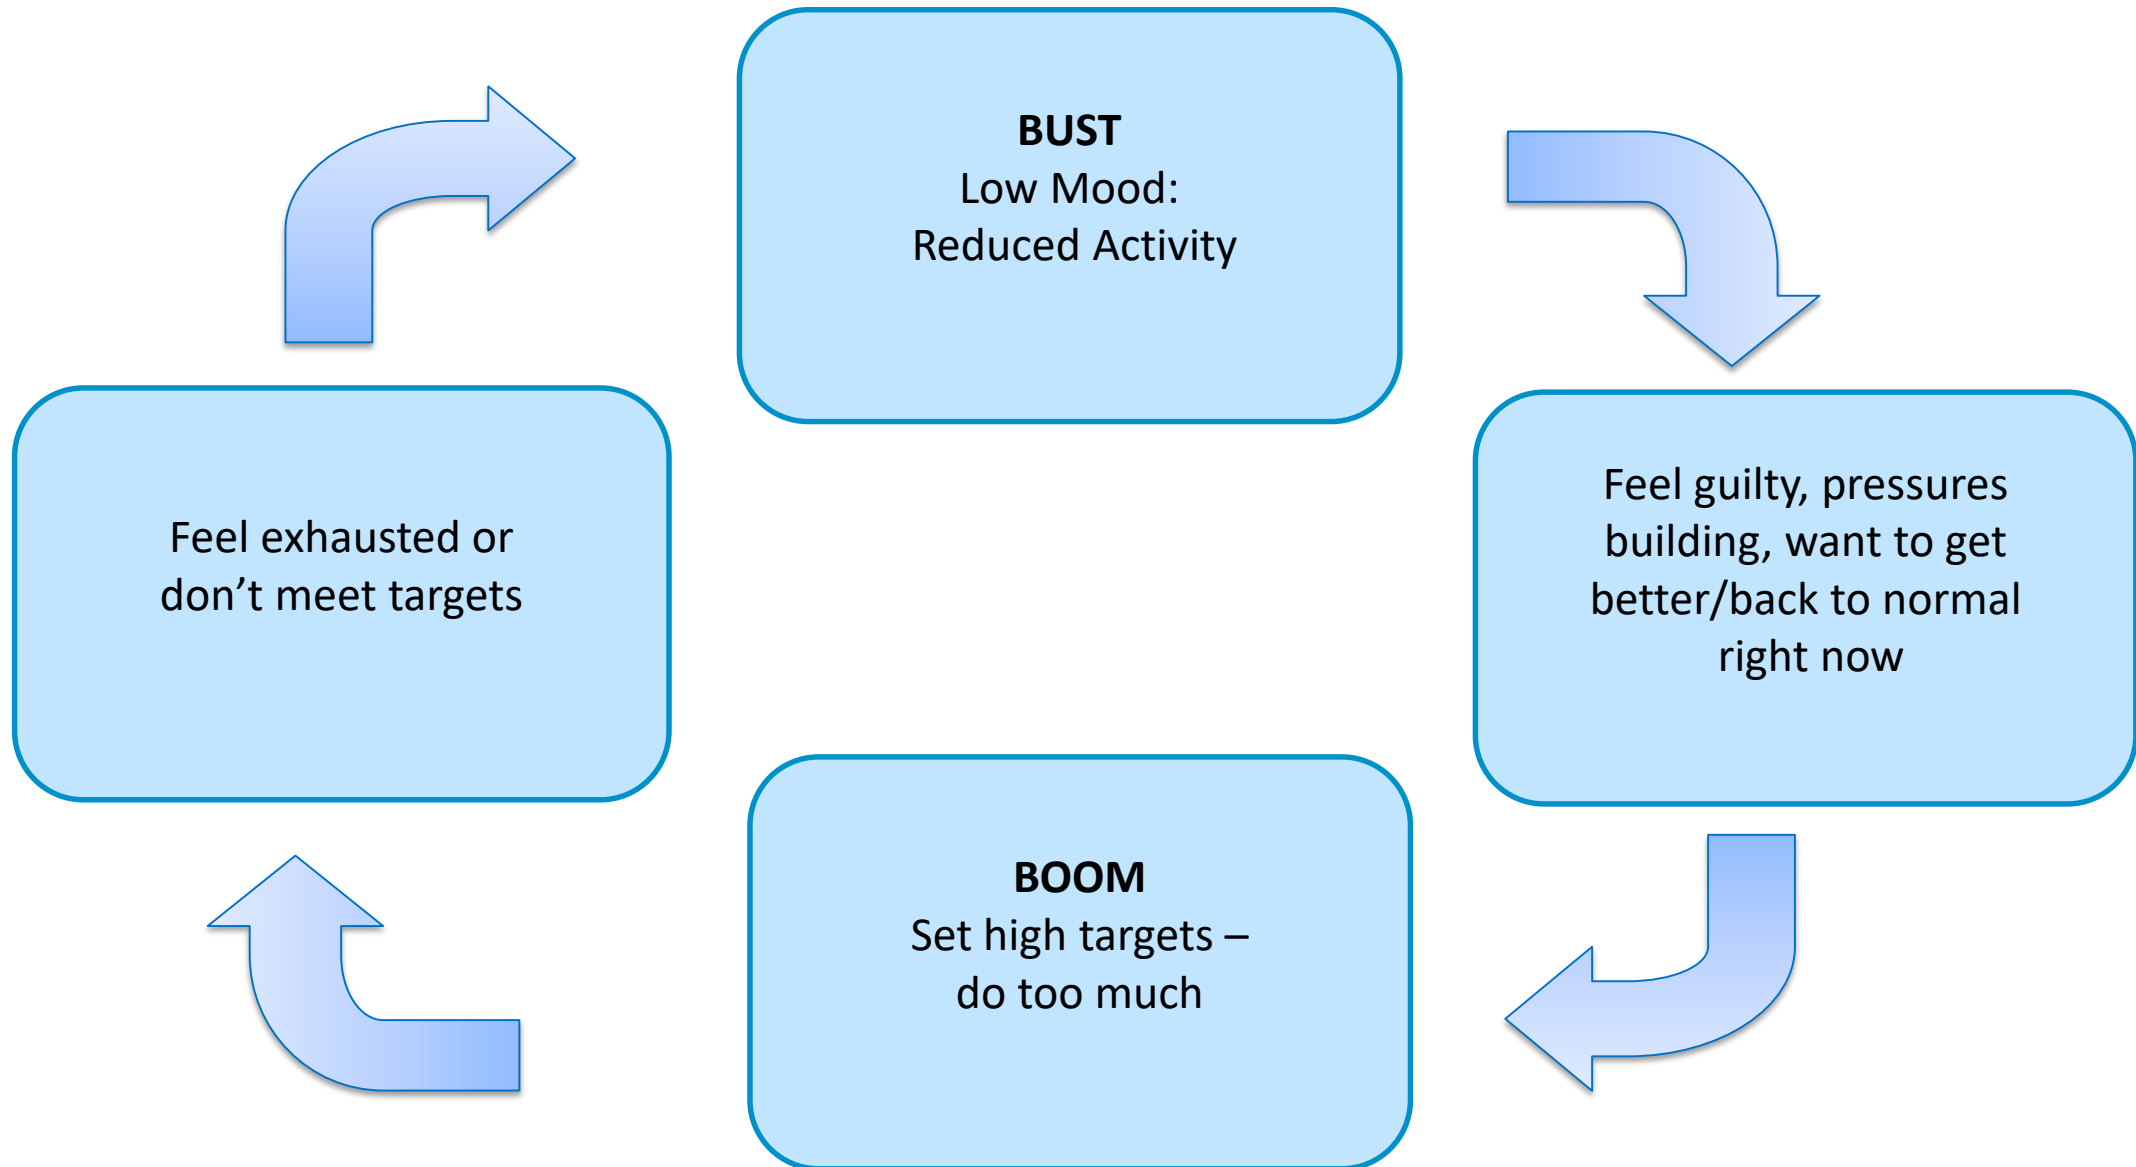 BUST
Low Mood:
Reduced Activity
Feel guilty, pressures
building, want to get
better/back to normal
right now
BOOM
Set high targets –
do too much
Feel exhausted or
don’t meet targets